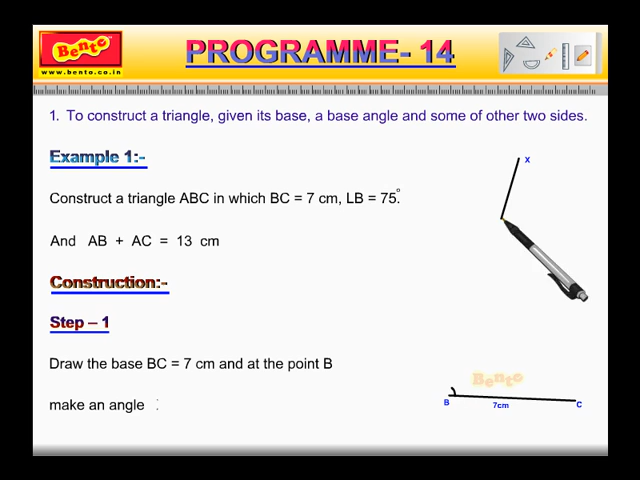 Bento
www.bento.co.in
PROGRAMME- 14
1. To construct a triangle, given its base, a base angle and some of other two sides.
Example 1:-
X
Construct a triangle ABC in which BC = 7 cm, LB = 75°.
And AB + AC = 13 cm
Construction:-
Step – 1
Draw the base BC = 7 cm and at the point B
Bento
make an angle
B 7cm C